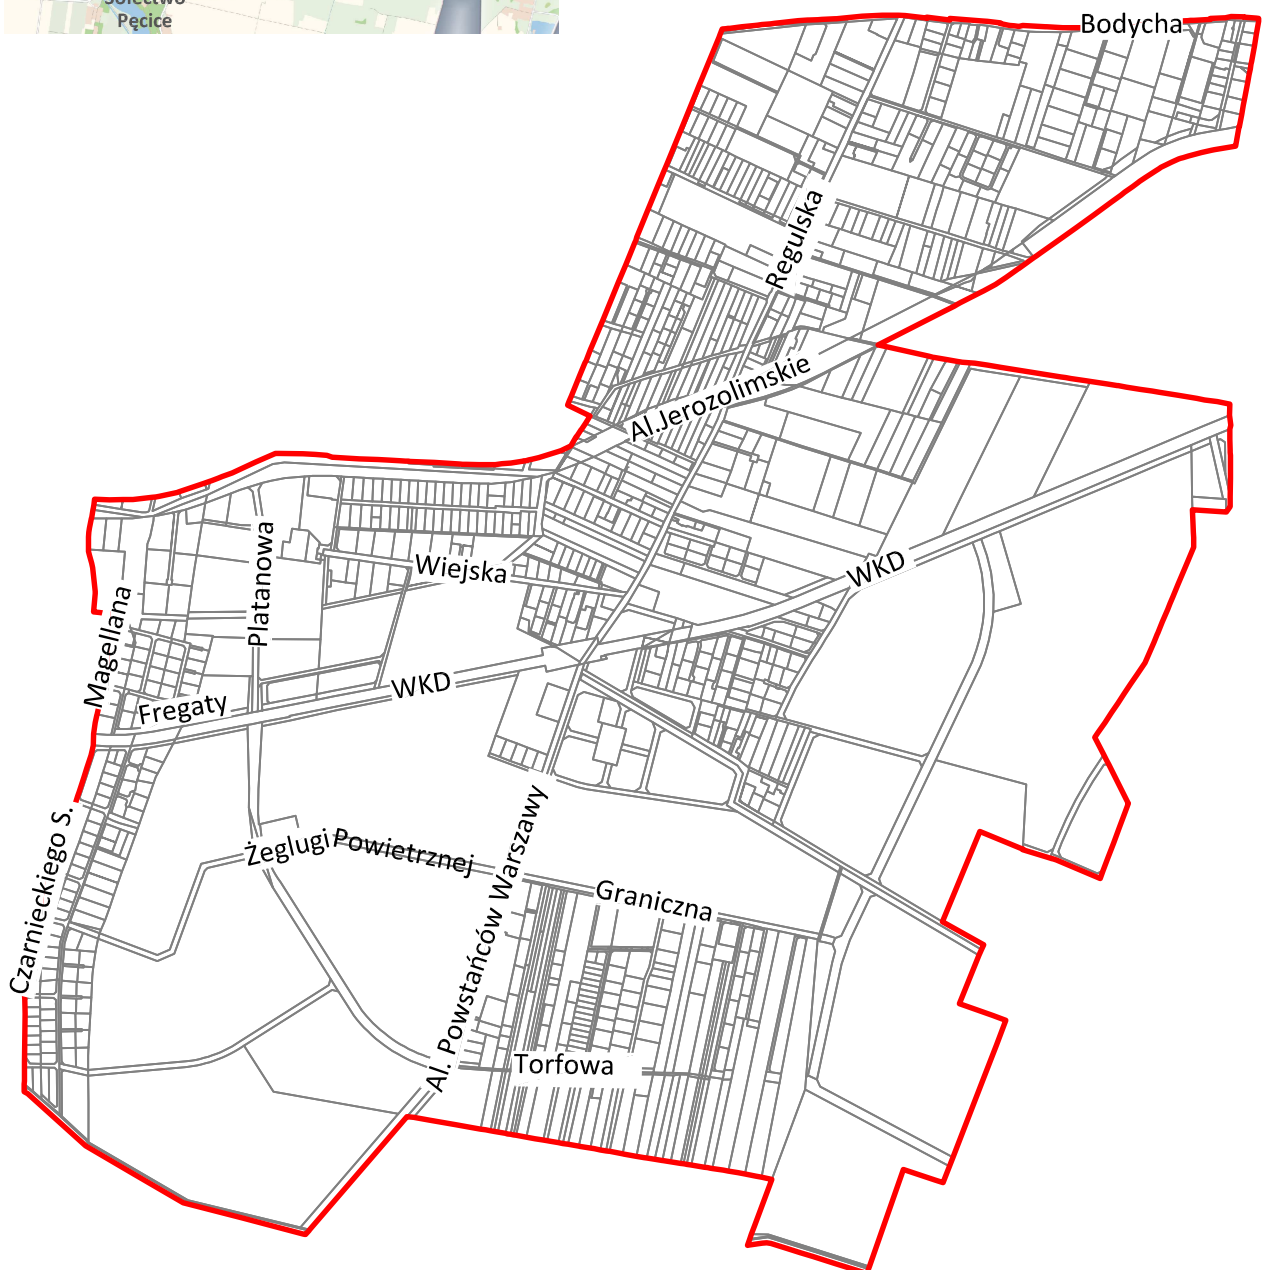 Sołectwo
Pęcice
Bodycha
Regulska
Al.Jerozolimskie
Platanowa
Wiejska
WKD
Magellana
WKD
Fregaty
Czarnieckiego S.
Żeglugi Powietrznej
Al. Powstańców Warszawy
Graniczna
Torfowa